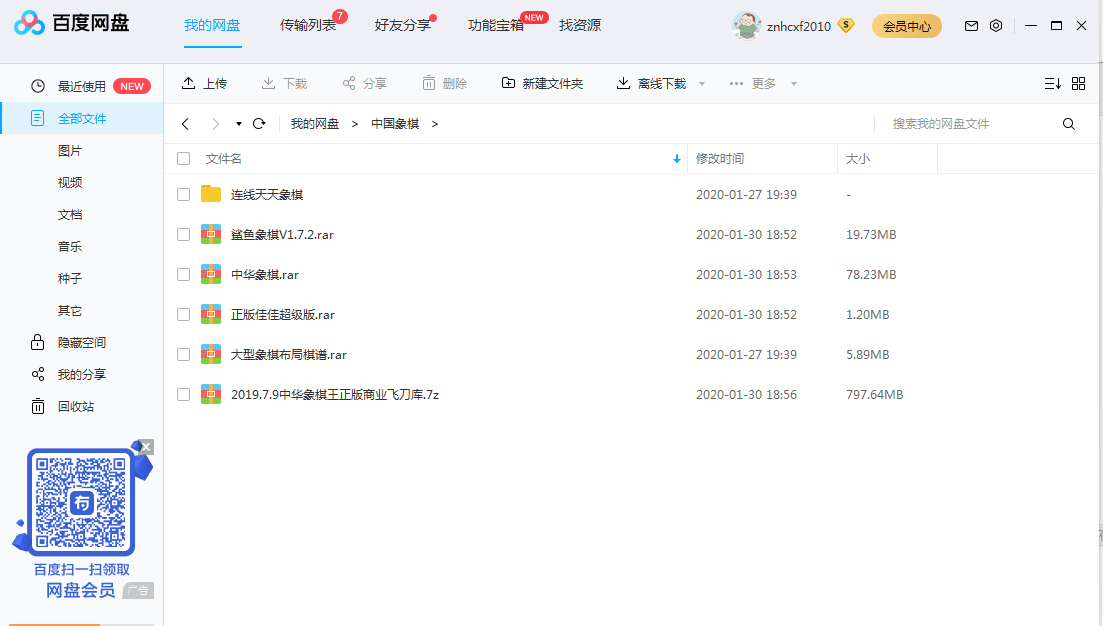 百度网盘
我的网盘 传输列表 7 好友分享 功能宝箱 NEW 找资源
znhcxf2010 S 会员中心
最近使用 NEW
全部文件
图片
视频
文档
音乐
种子
其它
隐藏空间
我的分享
回收站
有
百度扫一扫领取
网盘会员 广告
上传 下载 分享 删除 新建文件夹 离线下载 更多
我的网盘 > 中国象棋 >
搜索我的网盘文件
文件名 修改时间 大小
连线天天象棋 2020-01-27 19:39 -
鲨鱼象棋V1.7.2.rar 2020-01-30 18:52 19.73MB
中华象棋.rar 2020-01-30 18:53 78.23MB
正版佳佳超级版.rar 2020-01-30 18:52 1.20MB
大型象棋布局棋谱.rar 2020-01-27 19:39 5.89MB
2019.7.9中华象棋王正版商业飞刀库.7z 2020-01-30 18:56 797.64MB